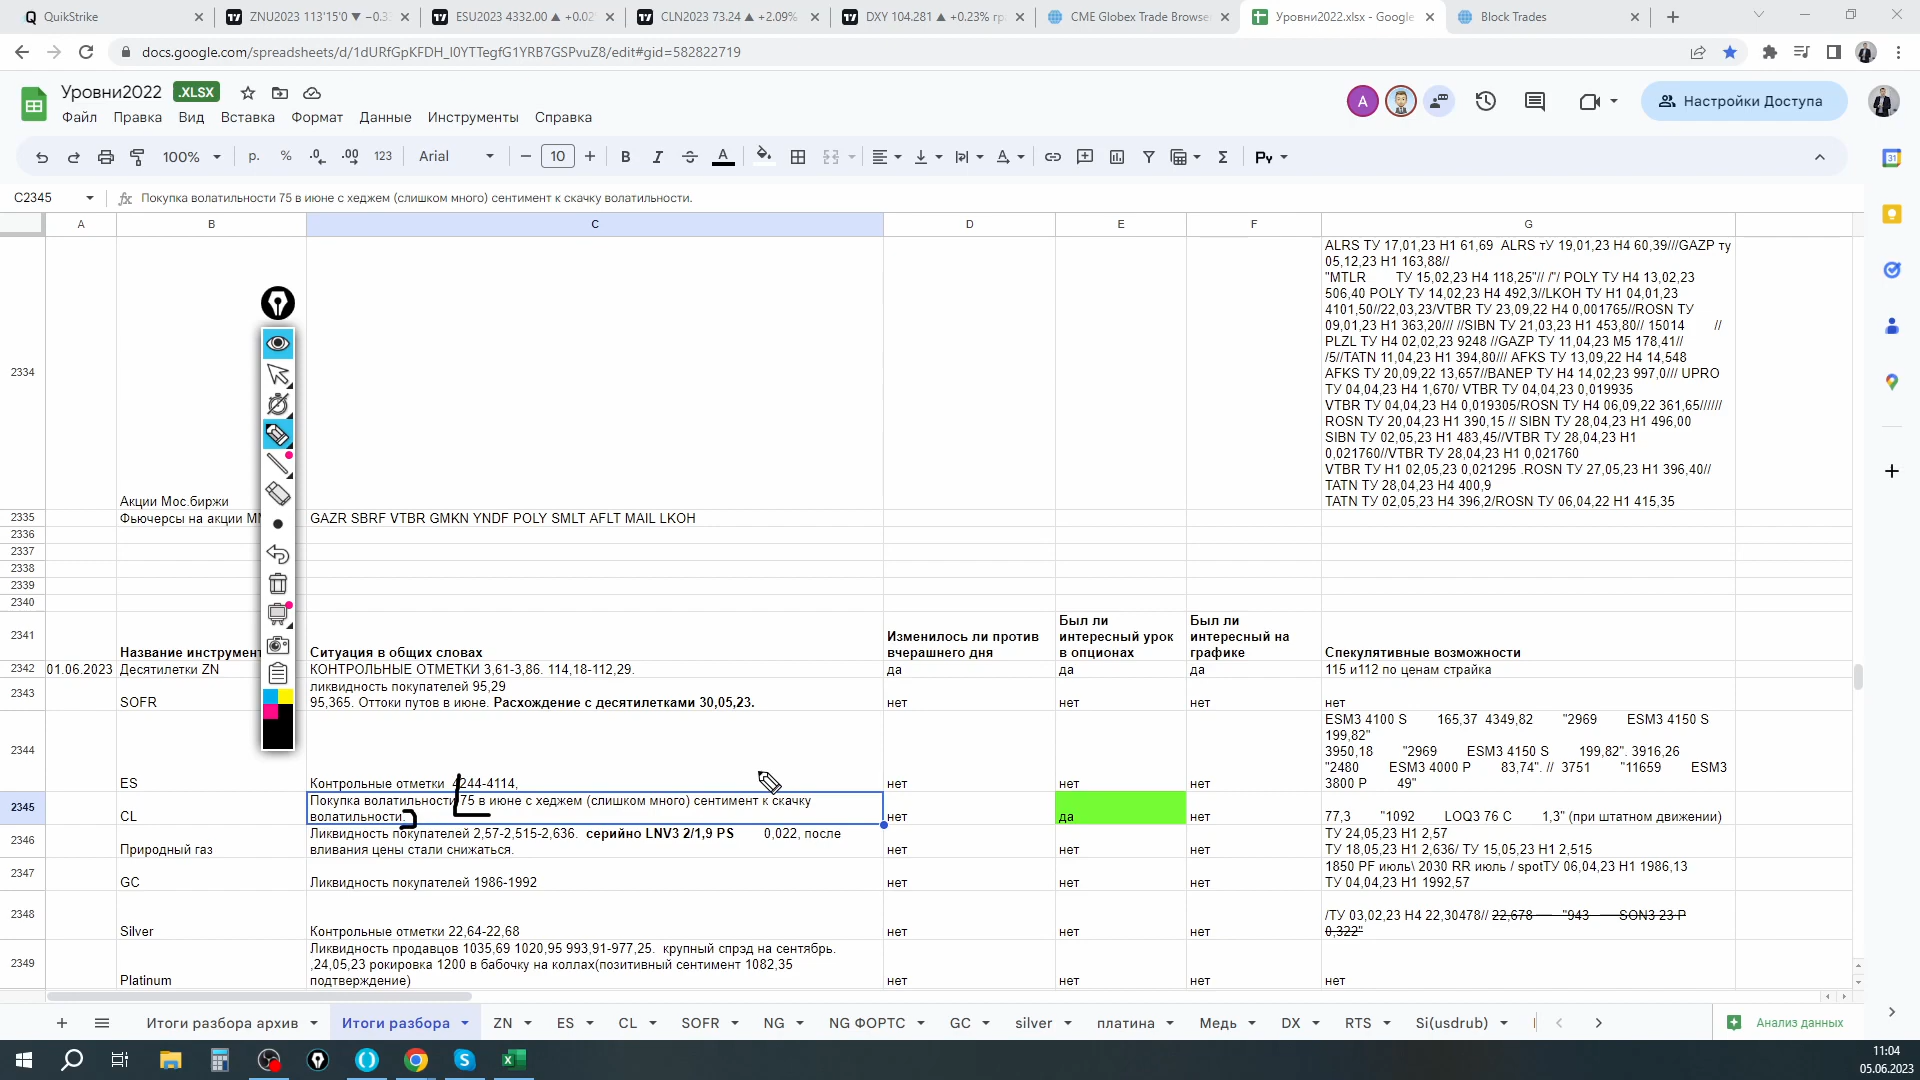 QuikStrike
ZNU2023 113'15'0 ▼ −0.3
ESU2023 4332.00 ▲ +0.02
CLN2023 73.24 ▲ +2.09%
DXY 104.281 ▲ +0.23% гр
CME Globex Trade Browse
Уровни2022.xlsx - Google
Block Trades
docs.google.com/spreadsheets/d/1dURfGpKFDH_l0YTTegfG1YRB7GSPvuZ8/edit#gid=582822719
Уровни2022 .XLSX
A
Настройки Доступа
Файл Правка Вид Вставка Формат Данные Инструменты Справка
100% р. % .0 .00 123 Arial 10
C2345
Покупка волатильности 75 в июне с хеджем (слишком много) сентимент к скачку волатильности.
A B C D E F G
ALRS ТУ 17,01,23 H1 61,69 ALRS тУ 19,01,23 H4 60,39///GAZP ту
05,12,23 H1 163,88//
"MTLR ТУ 15,02,23 H4 118,25"// /"/ POLY ТУ H4 13,02,23
506,40 POLY ТУ 14,02,23 H4 492,3//LKOH ТУ H1 04,01,23
4101,50//22,03,23/VTBR ТУ 23,09,22 H4 0,001765//ROSN ТУ
09,01,23 H1 363,20/// //SIBN ТУ 21,03,23 H1 453,80// 15014 //
PLZL ТУ H4 02,02,23 9248 //GAZP ТУ 11,04,23 M5 178,41//
/5//TATN 11,04,23 H1 394,80/// AFKS ТУ 13,09,22 H4 14,548
AFKS ТУ 20,09,22 13,657//BANEP ТУ H4 14,02,23 997,0/// UPRO
ТУ 04,04,23 H4 1,670/ VTBR ТУ 04,04,23 0,019935
VTBR ТУ 04,04,23 H4 0,019305/ROSN ТУ H4 06,09,22 361,65//////
ROSN ТУ 20,04,23 H1 390,15 // SIBN ТУ 28,04,23 H1 496,00
SIBN ТУ 02,05,23 H1 483,45//VTBR ТУ 28,04,23 H1
0,021760//VTBR ТУ 28,04,23 H1 0,021760
VTBR ТУ H1 02,05,23 0,021295 .ROSN ТУ 27,05,23 H1 396,40//
TATN ТУ 28,04,23 H4 400,9
TATN ТУ 02,05,23 H4 396,2/ROSN ТУ 06,04,22 H1 415,35
2334 Акции Мос.биржи
2335 Фьючерсы на акции М GAZR SBRF VTBR GMKN YNDF POLY SMLT AFLT MAIL LKOH
2336
2337
2338
2339
2340
2341 Название инструмент Ситуация в общих словах
Изменилось ли против
вчерашнего дня
Был ли
интересный урок
в опционах
Был ли
интересный на
графике
Спекулятивные возможности
2342 01.06.2023 Десятилетки ZN КОНТРОЛЬНЫЕ ОТМЕТКИ 3,61-3,86. 114,18-112,29. да да да 115 и112 по ценам страйка
ликвидность покупателей 95,29
2343 SOFR 95,365. Оттоки путов в июне. Расхождение с десятилетками 30,05,23. нет нет нет нет
ESM3 4100 S 165,37 4349,82 "2969 ESM3 4150 S
199,82"
3950,18 "2969 ESM3 4150 S 199,82". 3916,26
"2480 ESM3 4000 P 83,74". // 3751 "11659 ESM3
3800 P 49"
2344 ES Контрольные отметки 4244-4114, нет нет нет
Покупка волатильности 75 в июне с хеджем (слишком много) сентимент к скачку
2345 CL волатильности. нет да нет 77,3 "1092 LOQ3 76 C 1,3" (при штатном движении)
Ликвидность покупателей 2,57-2,515-2,636. серийно LNV3 2/1,9 PS 0,022, после
2346 Природный газ вливания цены стали снижаться. нет нет нет
ТУ 24,05,23 H1 2,57
ТУ 18,05,23 H1 2,636/ ТУ 15,05,23 H1 2,515
1850 PF июль\ 2030 RR июль / spotТУ 06,04,23 H1 1986,13
2347 GC Ликвидность покупателей 1986-1992 нет нет нет ТУ 04,04,23 H1 1992,57
/ТУ 03,02,23 H4 22,30478// 22,678 "943 SON3 23 P
0,322"
2348 Silver Контрольные отметки 22,64-22,68 нет нет нет
Ликвидность продавцов 1035,69 1020,95 993,91-977,25. крупный спрэд на сентябрь.
,24,05,23 рокировка 1200 в бабочку на коллах(позитивный сентимент 1082,35
2349 Platinum подтверждение) нет нет нет нет
Итоги разбора архив Итоги разбора ZN ES CL SOFR NG NG ФОРТС GC silver платина Медь DX RTS Si(usdrub)
Анализ данных
11:04
05.06.2023